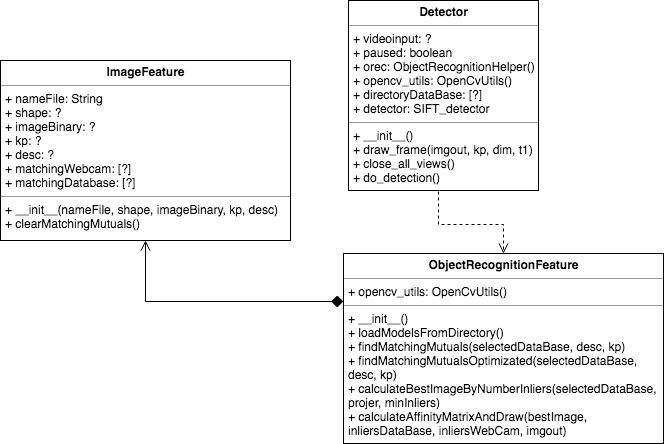 Detector
+ videoinput: ?
+ paused: boolean
+ orec: ObjectRecognitionHelper()
+ opencv_utils: OpenCvUtils()
+ directoryDataBase: [?]
+ detector: SIFT_detector
+ __init__()
+ draw_frame(imgout, kp, dim, t1)
+ close_all_views()
+ do_detection()
ImageFeature
+ nameFile: String
+ shape: ?
+ imageBinary: ?
+ kp: ?
+ desc: ?
+ matchingWebcam: [?]
+ matchingDatabase: [?]
+ __init__(nameFile, shape, imageBinary, kp, desc)
+ clearMatchingMutuals()
ObjectRecognitionFeature
+ opencv_utils: OpenCvUtils()
+ __init__()
+ loadModelsFromDirectory()
+ findMatchingMutuals(selectedDataBase, desc, kp)
+ findMatchingMutualsOptimizated(selectedDataBase,
desc, kp)
+ calculateBestImageByNumberInliers(selectedDataBase,
projer, minInliers)
+ calculateAffinityMatrixAndDraw(bestImage,
inliersDataBase, inliersWebCam, imgout)